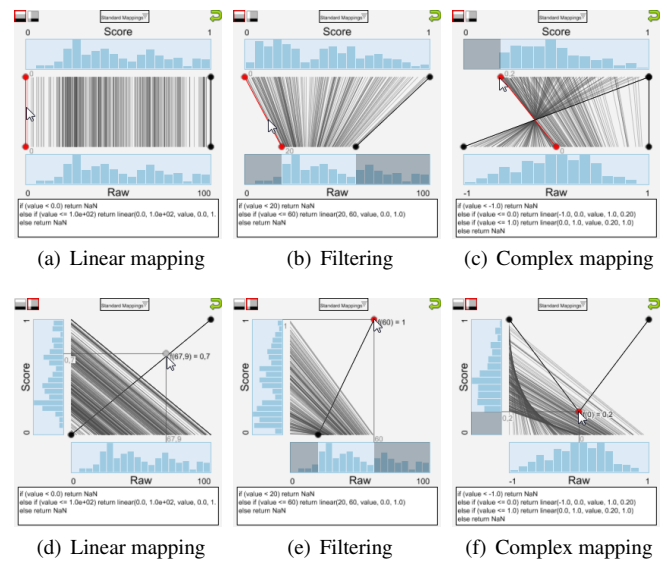 Standard Mappings
Score
0 1
0
0
0 100
Raw
if (value < 0.0) return NaN
else if (value <= 1.0e+02) return linear(0.0, 1.0e+02, value, 0.0, 1.
else return NaN
(a) Linear mapping
Standard Mappings
0 Score 1
0
20
0 Raw 100
if (value < 20) return NaN
else if (value <= 60) return linear(20, 60, value, 0.0, 1.0)
else return NaN
(b) Filtering
Standard Mappings
0 Score 1
0.2
0
-1 Raw 1
if (value < -1.0) return NaN
else if (value <= 0.0) return linear(-1.0, 0.0, value, 1.0, 0.20)
else if (value <= 1.0) return linear(0.0, 1.0, value, 0.20, 1.0)
else return NaN
(c) Complex mapping
Standard Mappings
1
Score
0
f(67,9) = 0,7
0,7
67,9
0 Raw 100
if (value < 0.0) return NaN
else if (value <= 1.0e+02) return linear(0.0, 1.0e+02, value, 0.0, 1.
else return NaN
(d) Linear mapping
Standard Mappings
1
Score
0
1
f(60) = 1
60
0 Raw 100
if (value < 20) return NaN
else if (value <= 60) return linear(20, 60, value, 0.0, 1.0)
else return NaN
(e) Filtering
Standard Mappings
1
Score
0
f(0) = 0.2
0,2
0
-1 Raw 1
if (value < -1.0) return NaN
else if (value <= 0.0) return linear(-1.0, 0.0, value, 1.0, 0.20)
else if (value <= 1.0) return linear(0.0, 1.0, value, 0.20, 1.0)
else return NaN
(f) Complex mapping